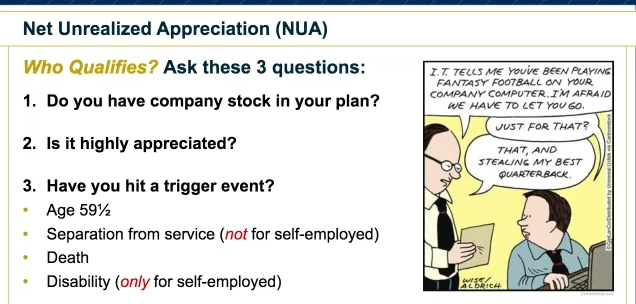 Net Unrealized Appreciation (NUA)
Who Qualifies? Ask these 3 questions:
1. Do you have company stock in your plan?
2. Is it highly appreciated?
3. Have you hit a trigger event?
• Age 59½
• Separation from service (not for self-employed)
• Death
• Disability (only for self-employed)
I.T. TELLS ME YOU'VE BEEN PLAYING
FANTASY FOOTBALL ON YOUR
COMPANY COMPUTER. I'M AFRAID
WE HAVE TO LET YOU GO.
JUST FOR THAT?
THAT, AND
STEALING MY BEST
QUARTERBACK.
WISE/
ALDRICH